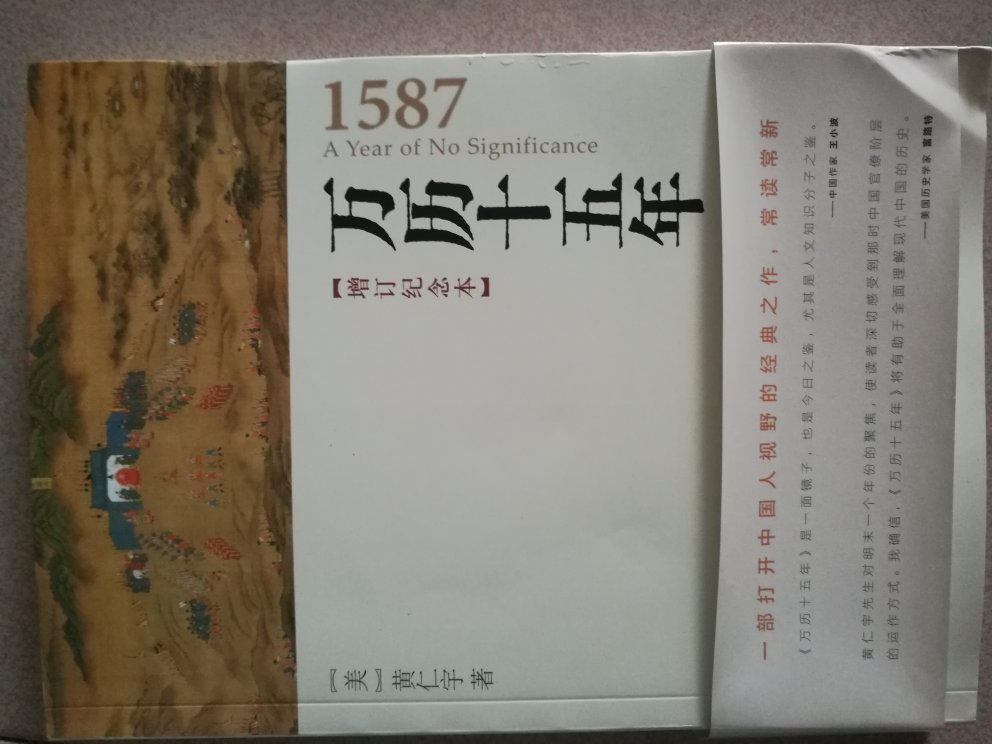 1587
A Year of No Significance
万历十五年
【增订纪念本】
〖美〗黄仁宇 著
一部打开中国人视野的经典之作，常读常新
《万历十五年》是一面镜子，也是今日之鉴，尤其是人文知识分子之鉴。
——中国作家 王小波
黄仁宇先生对明末一个年份的聚焦，使读者深切感受到那时中国官僚阶层
的运作方式。我确信，《万历十五年》将有助于全面理解现代中国的历史。
——美国历史学家 富路特